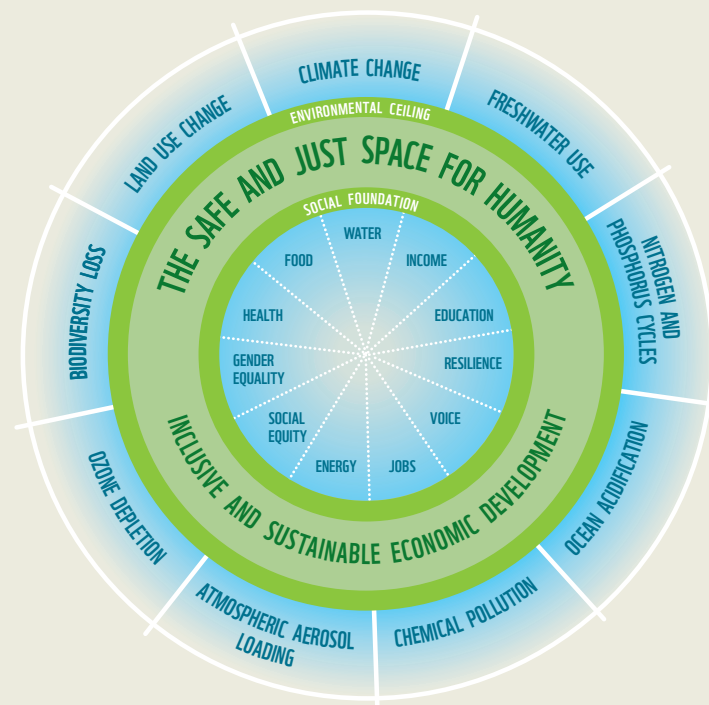 CLIMATE CHANGE
FRESHWATER USE
NITROGEN AND
PHOSPHORUS CYCLES
OCEAN ACIDIFICATION
CHEMICAL POLLUTION
ATMOSPHERIC AEROSOL
LOADING
OZONE DEPLETION
BIODIVERSITY LOSS
LAND USE CHANGE
ENVIRONMENTAL CEILING
THE SAFE AND JUST SPACE FOR HUMANITY
SOCIAL FOUNDATION
WATER
INCOME
EDUCATION
RESILIENCE
VOICE
JOBS
ENERGY
SOCIAL
EQUITY
GENDER
EQUALITY
HEALTH
FOOD
INCLUSIVE AND SUSTAINABLE ECONOMIC DEVELOPMENT